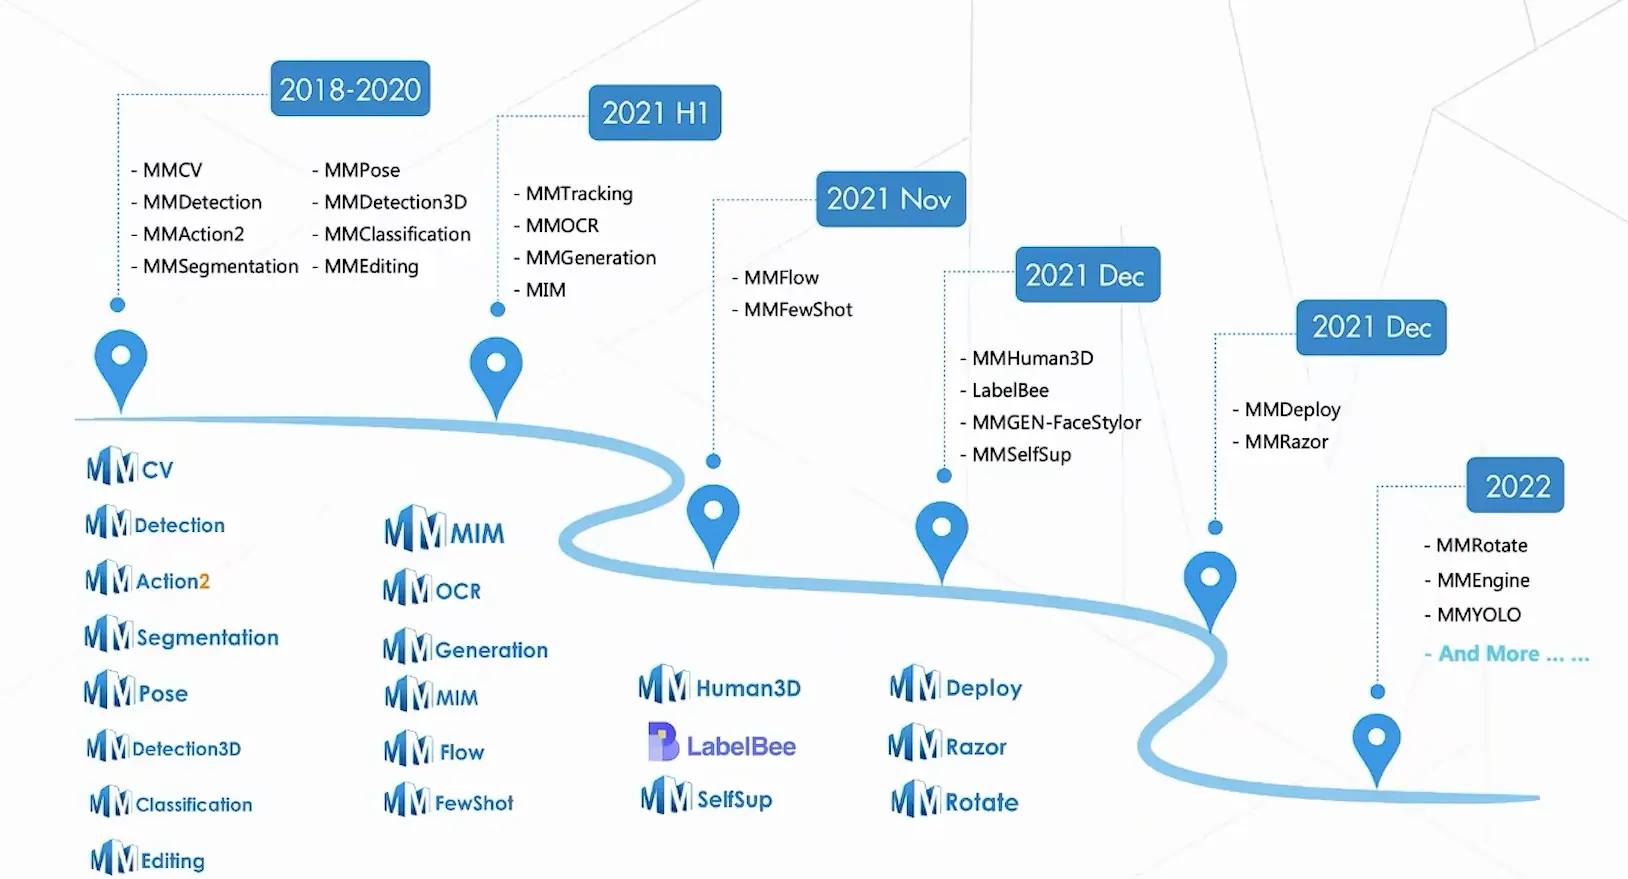 2018-2020
- MMCV
- MMDetection
- MMAction2
- MMSegmentation
- MMPose
- MMDetection3D
- MMClassification
- MMEditing
2021 H1
- MMTracking
- MMOCR
- MMGeneration
- MIM
2021 Nov
- MMFlow
- MMFewShot
2021 Dec
- MMHuman3D
- LabelBee
- MMGEN-FaceStylor
- MMSelfSup
2021 Dec
- MMDeploy
- MMRazor
2022
- MMRotate
- MMEngine
- MMYOLO
- And More ... ...
MMCV
MMDetection
MMAction2
MMSegmentation
MMPose
MMDetection3D
MMClassification
MMEditing
MMMIM
MMOCR
MMGeneration
MMMIM
MMFlow
MMFewShot
MMHuman3D
LabelBee
MMSelfSup
MMDeploy
MMRazor
MMRotate